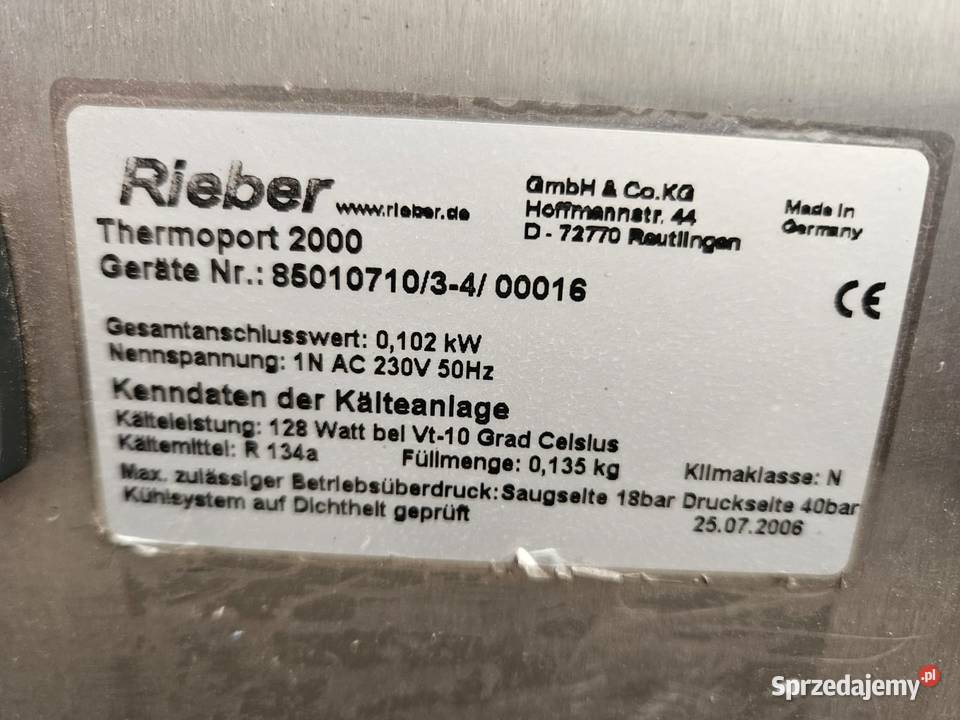 Rieber www.rieber.de
GmbH & Co.KG
Hoffmannstr. 44
D - 72770 Reutlingen
Made in
Germany
Thermoport 2000
Geräte Nr.: 85010710/3-4/ 00016
CE
Gesamtanschlusswert: 0,102 kW
Nennspannung: 1N AC 230V 50Hz
Kenndaten der Kälteanlage
Kälteleistung: 128 Watt bei Vt-10 Grad Celsius
Kältemittel: R 134a Füllmenge: 0,135 kg Klimaklasse: N
Max. zulässiger Betriebsüberdruck: Saugseite 18bar Druckseite 40bar
Kühlsystem auf Dichtheit geprüft 25.07.2006
Sprzedajemy.pl